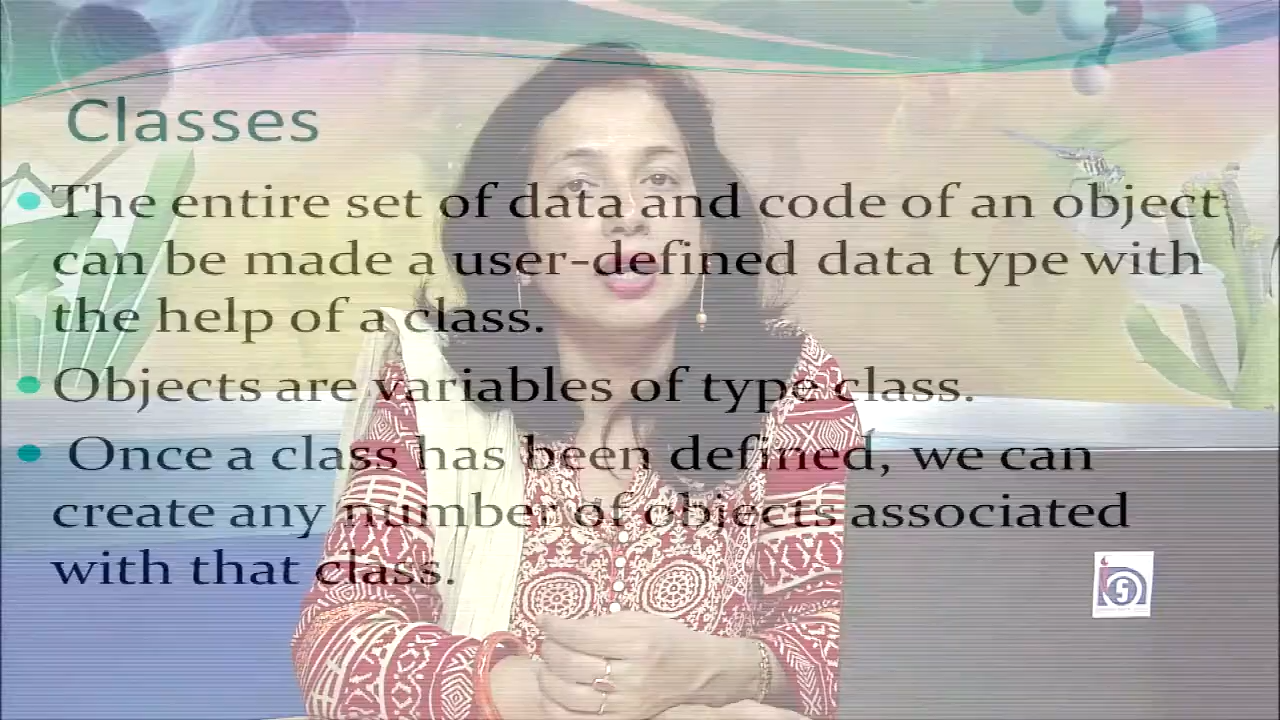 Classes
• The entire set of data and code of an object
can be made a user-defined data type with
the help of a class.
• Objects are variables of type class.
• Once a class has been defined, we can
create any number of objects associated
with that class.
5